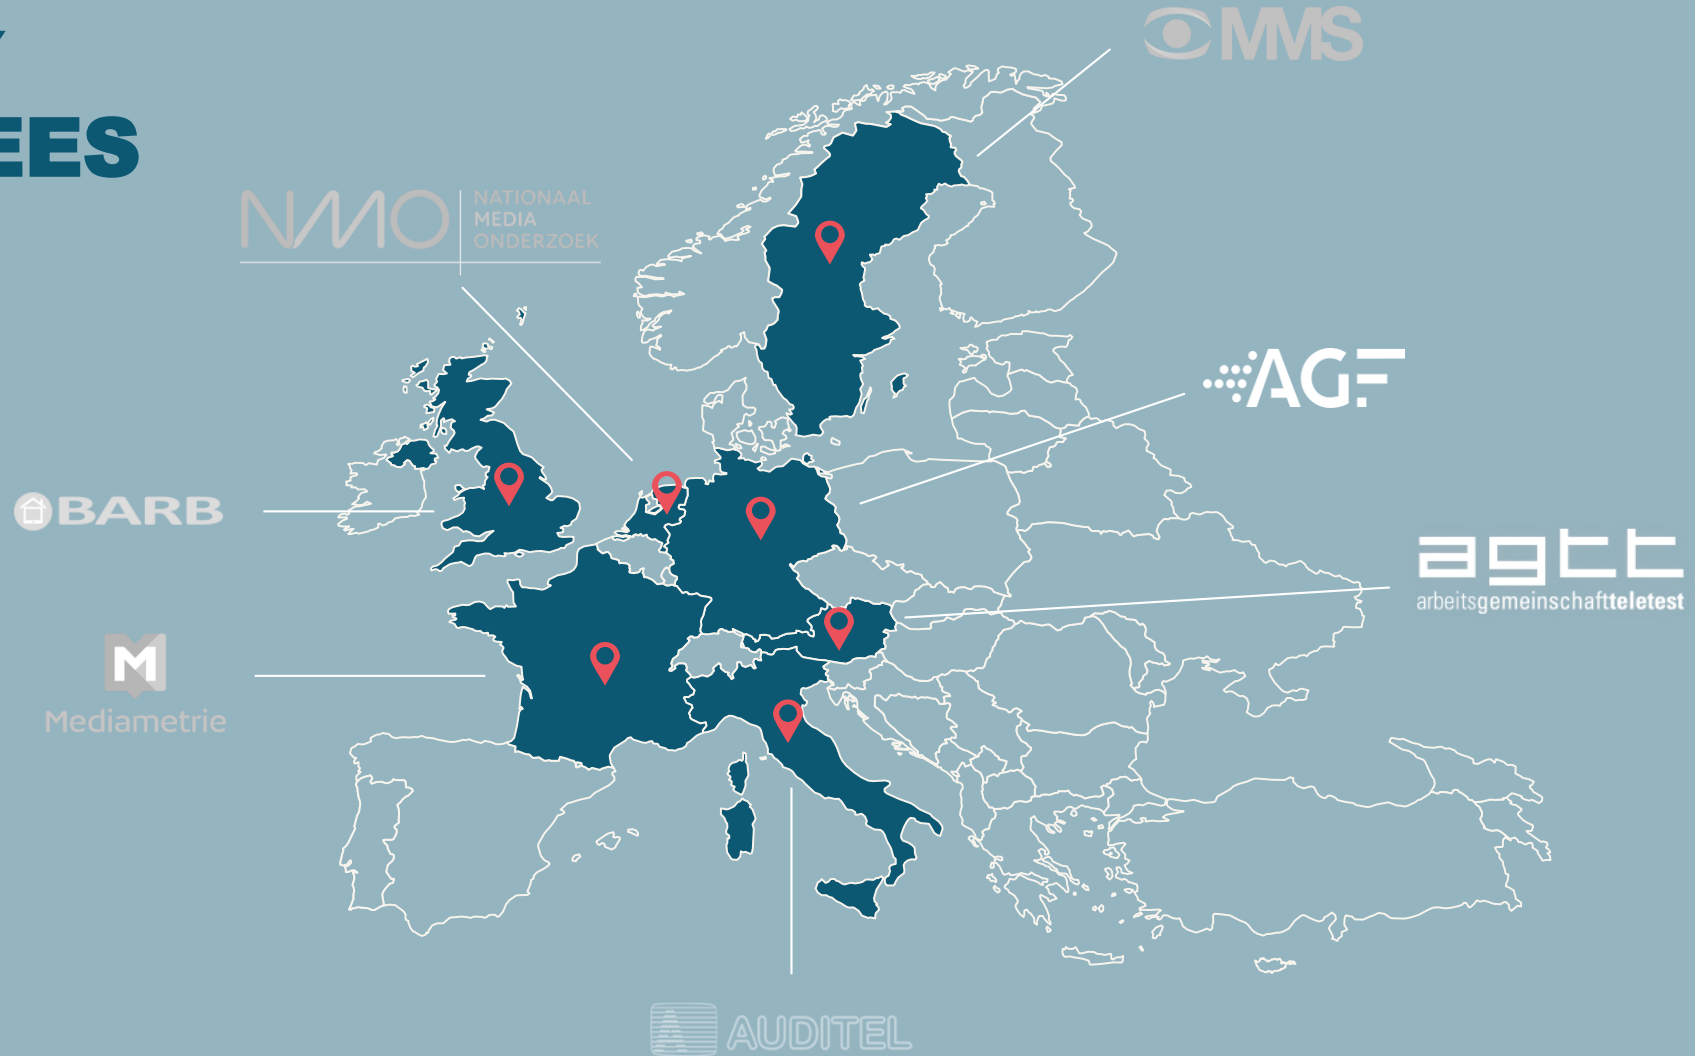 EES
MMS
NMO
NATIONAAL
MEDIA
ONDERZOEK
AGF
BARB
agtt
arbeitsgemeinschaftteletest
M
Mediametrie
A AUDITEL